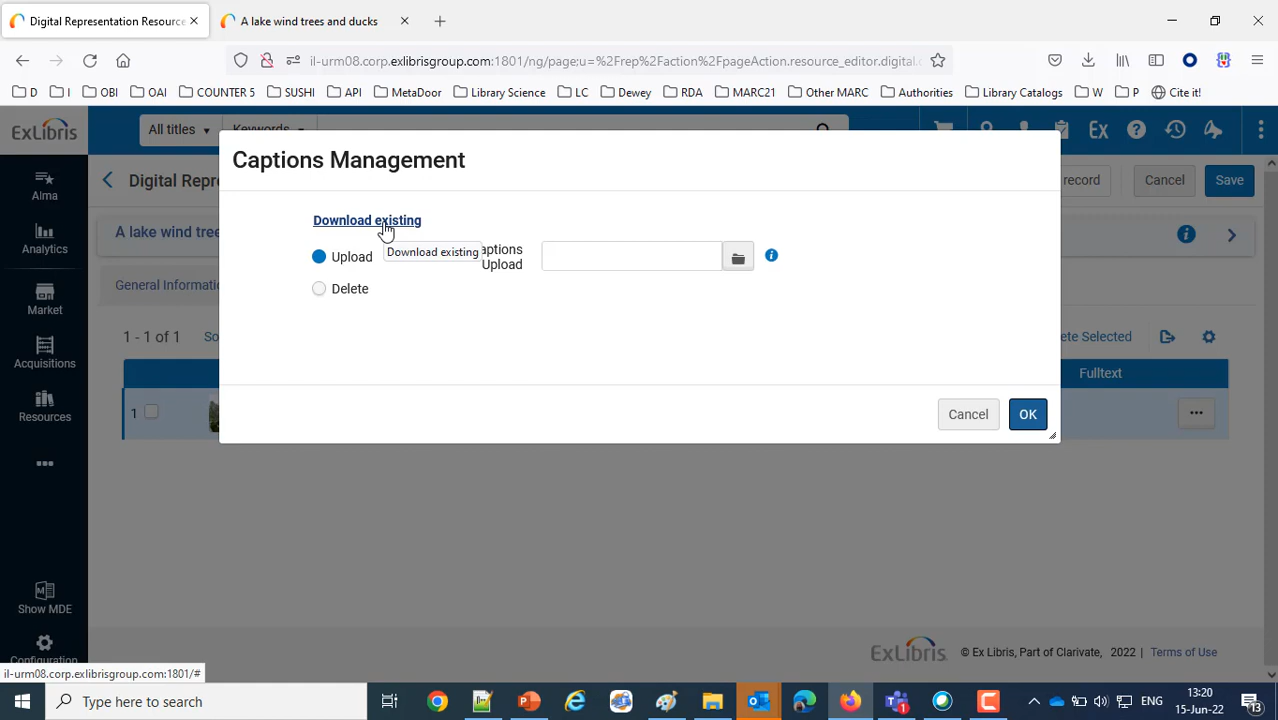 Digital Representation Resource
A lake wind trees and ducks
il-urm08.corp.exlibrisgroup.com:1801/ng/page;u=%2Frep%2Faction%2FpageAction.resource_editor.digital.
D
I
OBI
OAI
COUNTER 5
SUSHI
API
MetaDoor
Library Science
LC
Dewey
RDA
MARC21
Other MARC
Authorities
Library Catalogs
W
P
Cite it!
ExLibris
All titles
Keywords
Ex
Alma
Analytics
Market
Acquisitions
Resources
Show MDE
Configuration
Digital Repre
record
Cancel
Save
A lake wind tree
General Informatio
1 - 1 of 1
So
ete Selected
Fulltext
1
Captions Management
Download existing
Download existing
Upload
aptions
Upload
Delete
Cancel
OK
ExLibris
© Ex Libris, Part of Clarivate, 2022
Terms of Use
il-urm08.corp.exlibrisgroup.com:1801/#
Type here to search
ENG
13:20
15-Jun-22
13